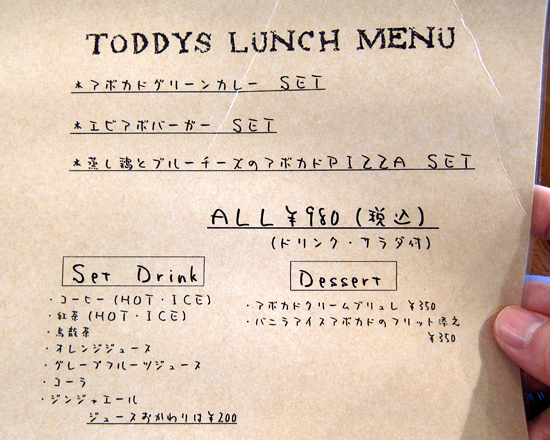 TODDYS LUNCH MENU
*アボカドグリーンカレー SET
*エビアボバーガー SET
*蒸し鶏とブルーチーズのアボカドPIZZA SET
ALL ¥980 (税込)
(ドリンク・サラダ付)
Set Drink
・コーヒー(HOT・ICE)
・紅茶(HOT・ICE)
・烏龍茶
・オレンジジュース
・グレープフルーツジュース
・コーラ
・ジンジャエール
ジュースおかわりは¥200
Dessert
・アボカドクリームブリュレ ¥350
・バニラアイスアボカドのフリット添え
¥350